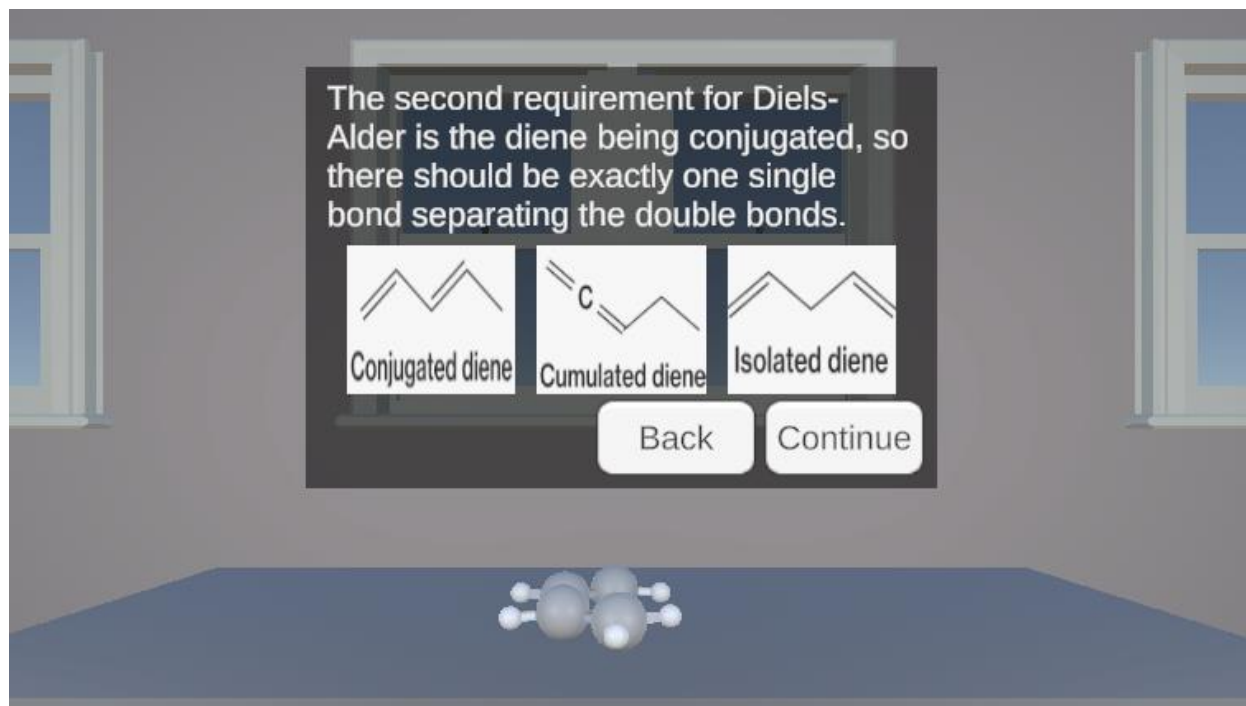 The second requirement for Diels-
Alder is the diene being conjugated, so
there should be exactly one single
bond separating the double bonds.
C
Conjugated diene
Cumulated diene
Isolated diene
Back
Continue